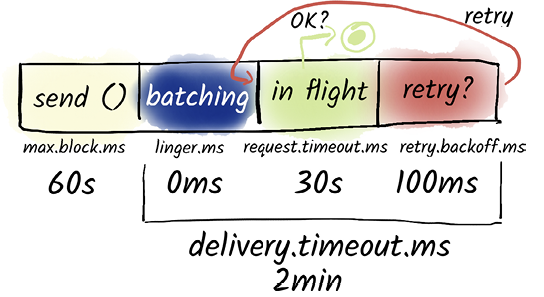 OK?
retry
send ()
batching
in flight
retry?
max.block.ms
linger.ms
request.timeout.ms
retry.backoff.ms
60s
0ms
30s
100ms
delivery.timeout.ms
2min